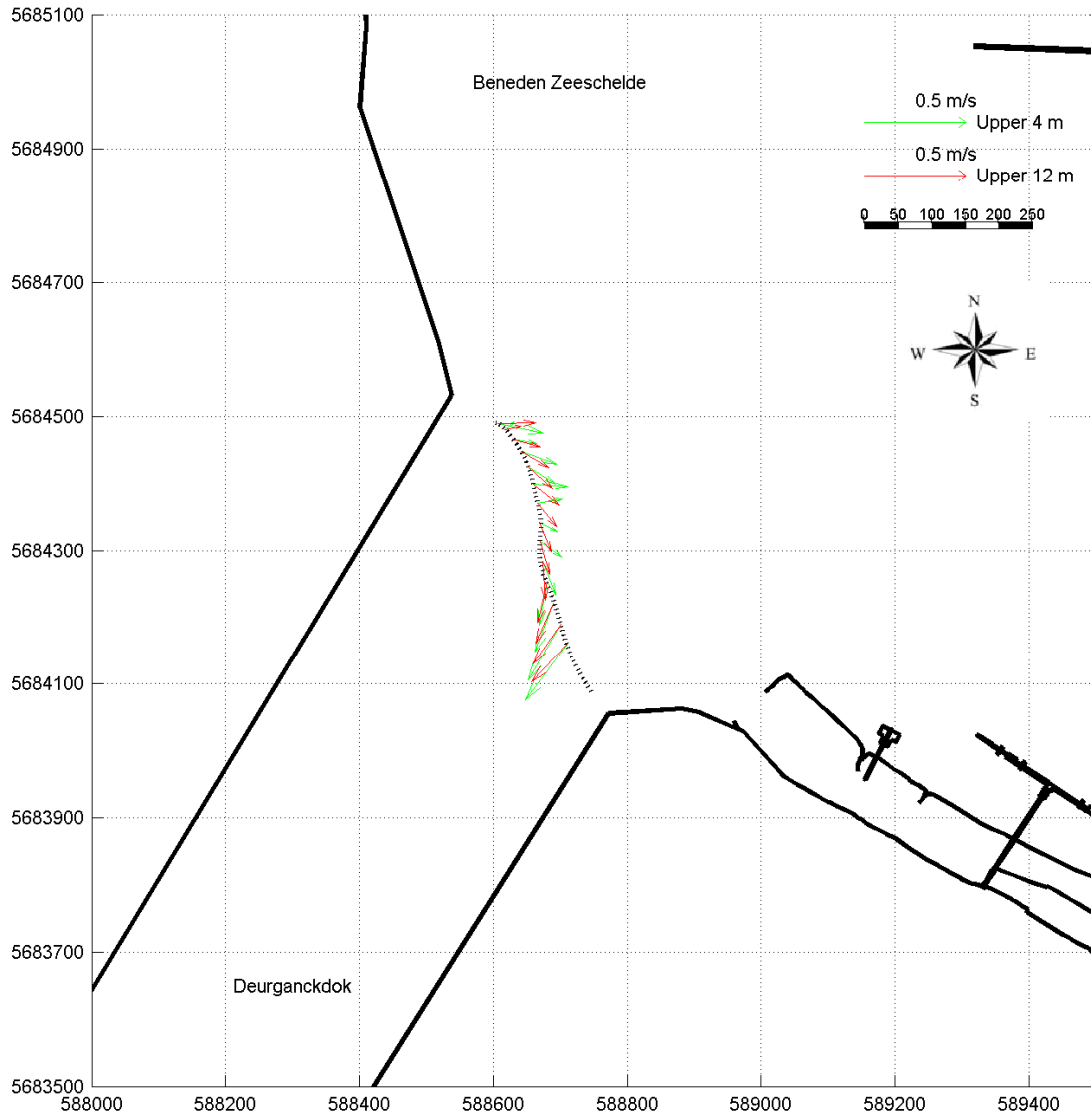 5685100
Beneden Zeeschelde
0.5 m/s
Upper 4 m
5684900
0.5 m/s
Upper 12 m
0 50 100 150 200 250
5684700
N
W E
S
5684500
5684300
5684100
5683900
5683700
Deurganckdok
5683500
588000 588200 588400 588600 588800 589000 589200 589400